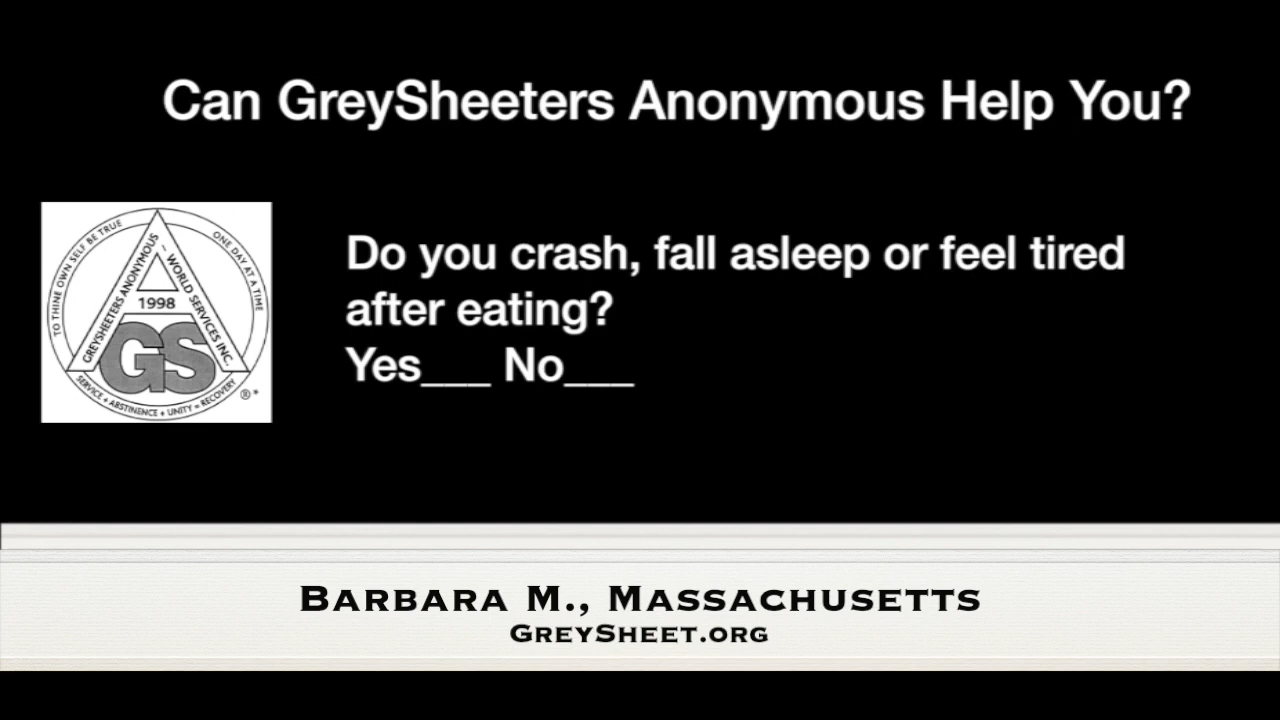 Can GreySheeters Anonymous Help You?
TO THINE OWN SELF BE TRUE
ONE DAY AT A TIME
GREYSHEETERS ANONYMOUS - WORLD SERVICES INC.
1998
GS
SERVICE + ABSTINENCE + UNITY = RECOVERY
®*
Do you crash, fall asleep or feel tired
after eating?
Yes___ No___
BARBARA M., MASSACHUSETTS
GREYSHEET.ORG